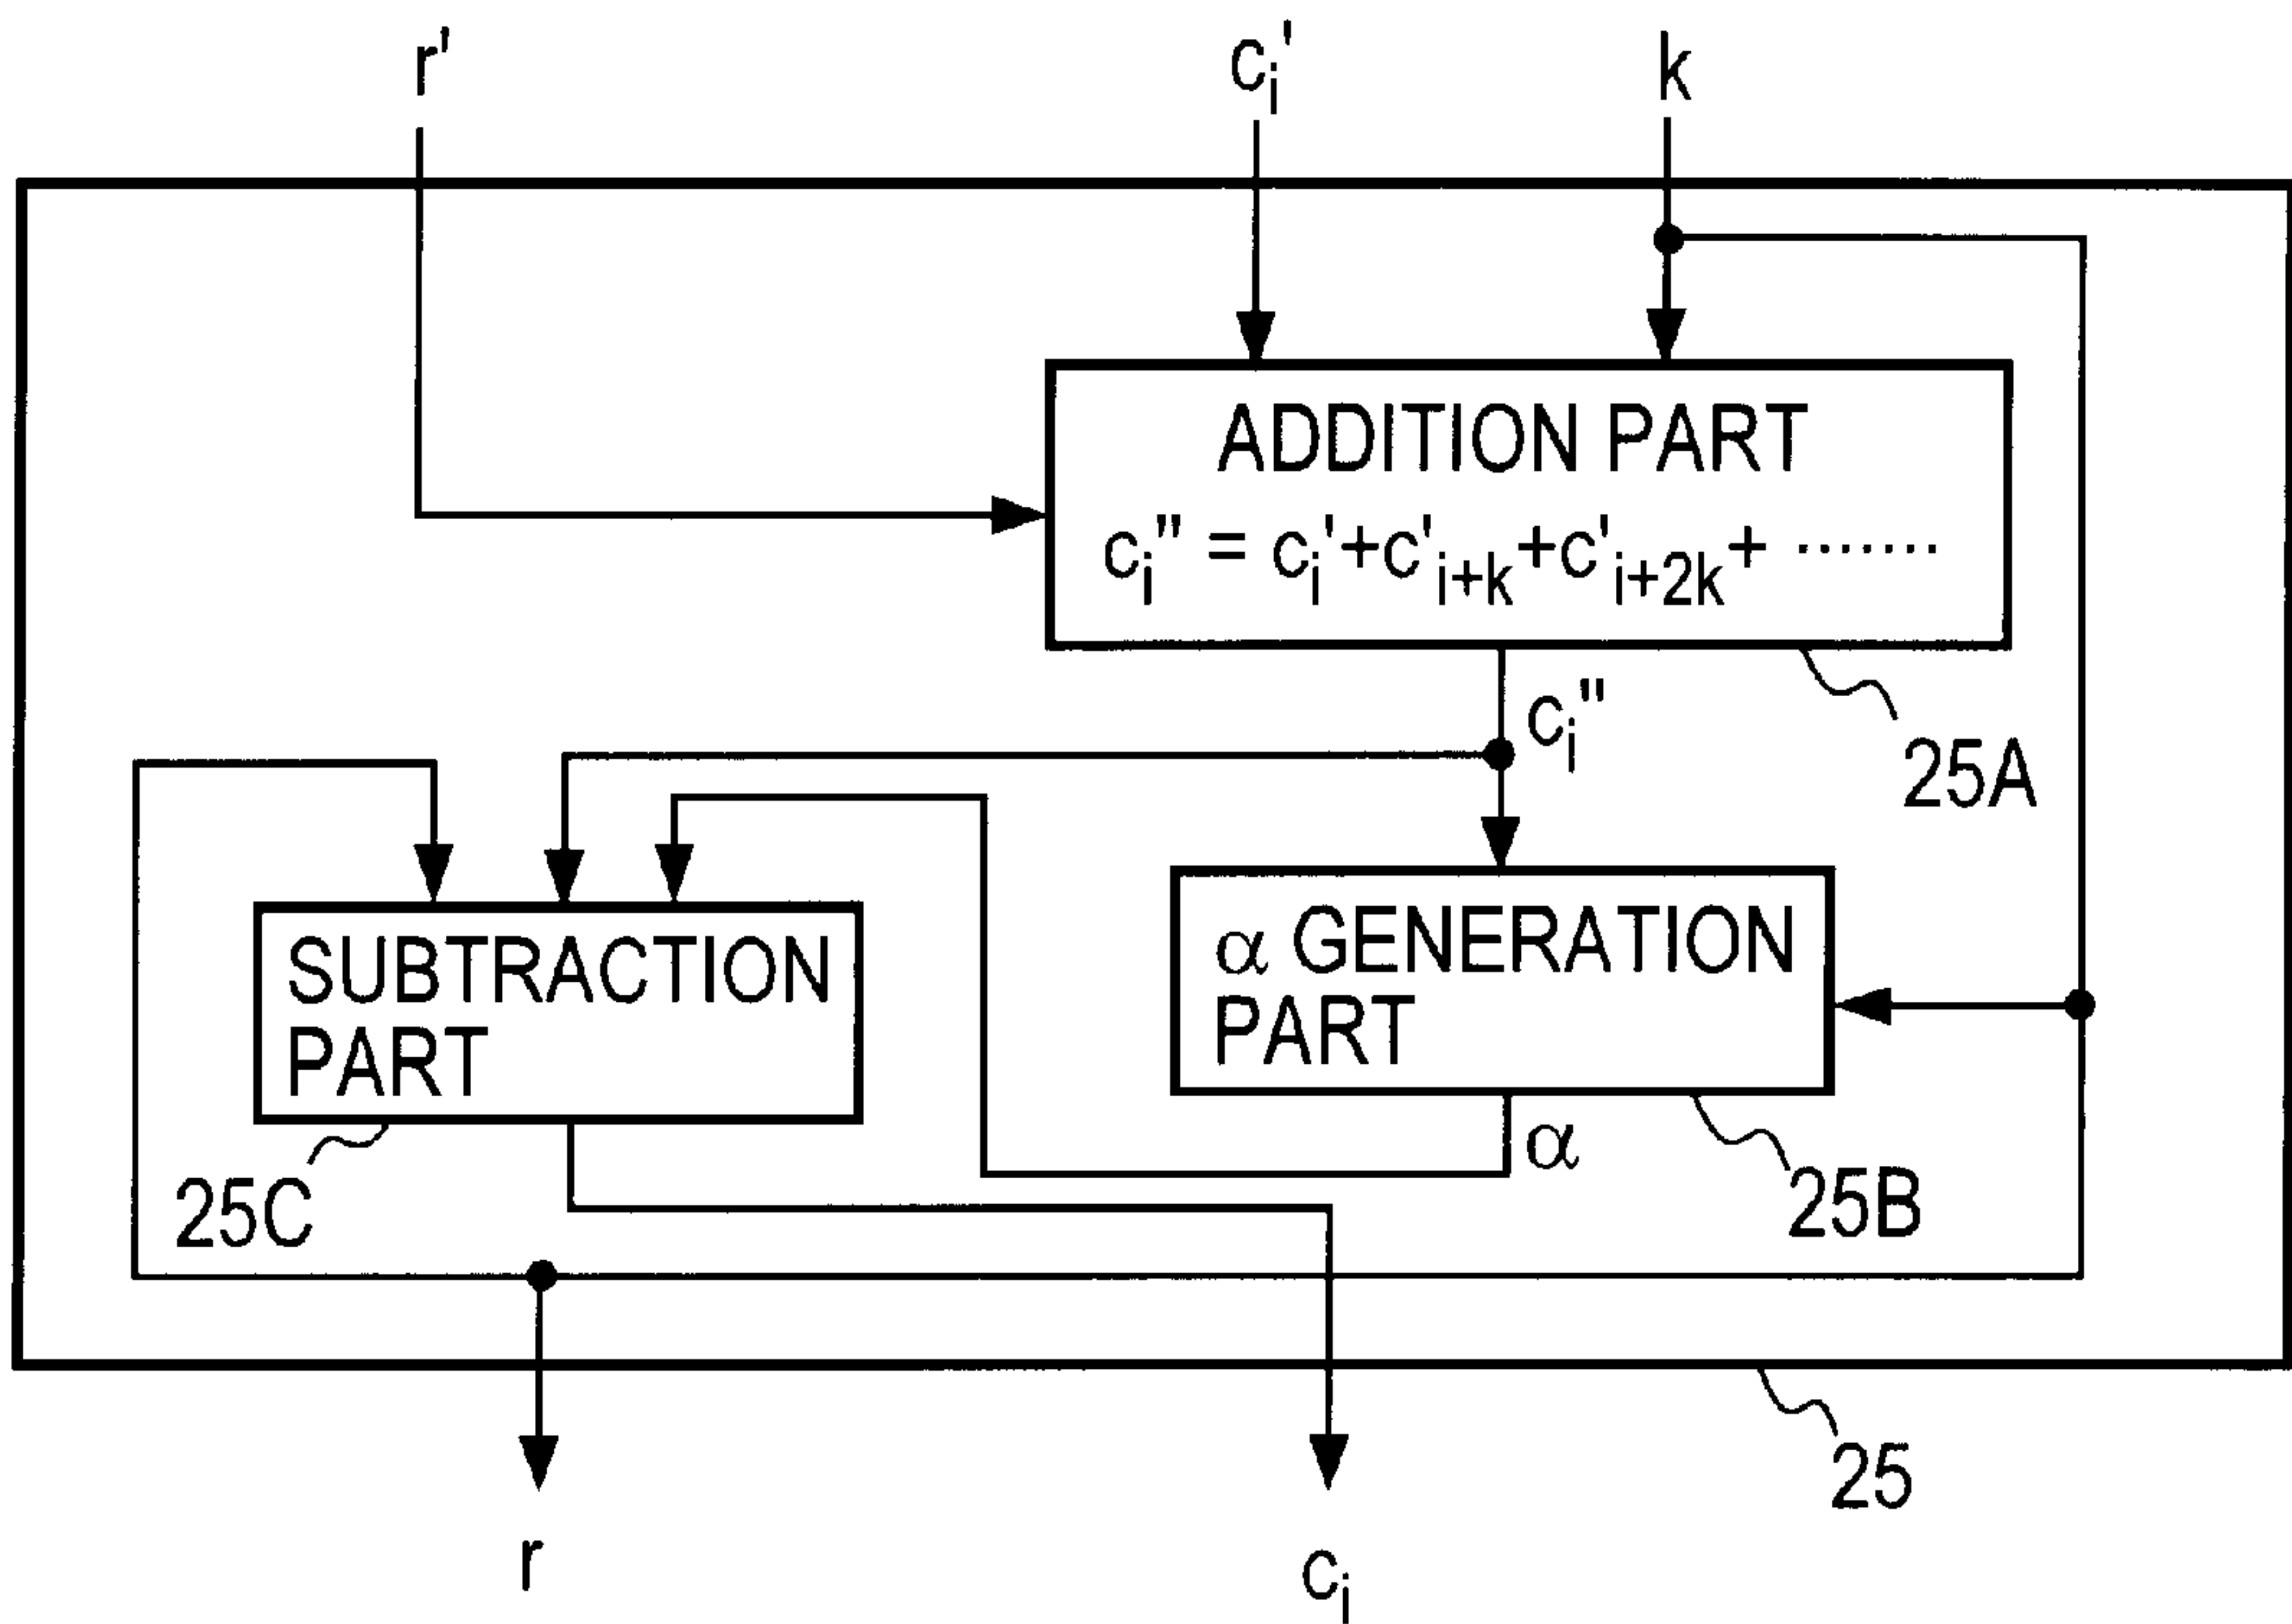 r'
c_i'
k
ADDITION PART
c_i" = c_i'+c'_{i+k}+c'_{i+2k}+ ·······
c_i"
25A
SUBTRACTION
PART
α GENERATION
PART
α
25C
25B
25
r
c_i